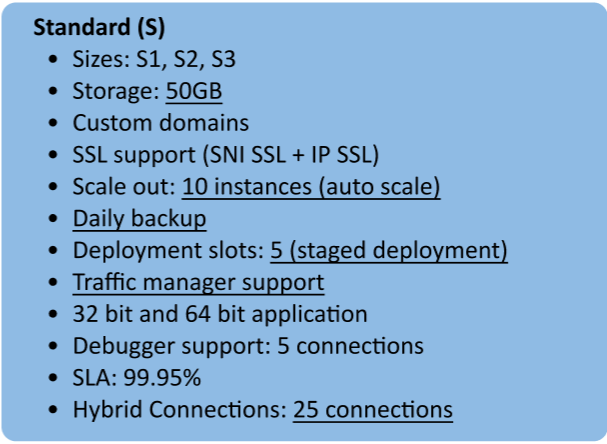 Standard (S)
• Sizes: S1, S2, S3
• Storage: 50GB
• Custom domains
• SSL support (SNI SSL + IP SSL)
• Scale out: 10 instances (auto scale)
• Daily backup
• Deployment slots: 5 (staged deployment)
• Traffic manager support
• 32 bit and 64 bit application
• Debugger support: 5 connections
• SLA: 99.95%
• Hybrid Connections: 25 connections